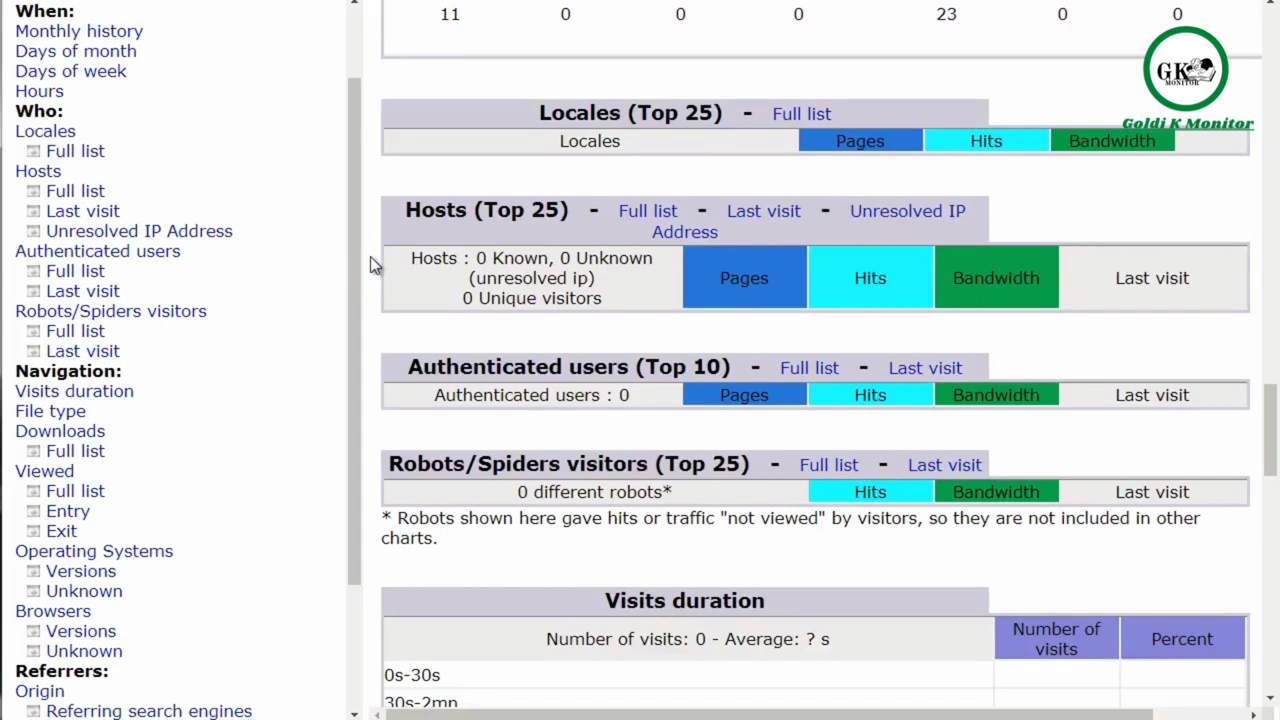 When:
Monthly history
Days of month
Days of week
Hours
Who:
Locales
Full list
Hosts
Full list
Last visit
Unresolved IP Address
Authenticated users
Full list
Last visit
Robots/Spiders visitors
Full list
Last visit
Navigation:
Visits duration
File type
Downloads
Full list
Viewed
Full list
Entry
Exit
Operating Systems
Versions
Unknown
Browsers
Versions
Unknown
Referrers:
Origin
Referring search engines
11 0 0 0 23 0 0
GK
MONITOR
Goldi K Monitor
Locales (Top 25) - Full list
Locales Pages Hits Bandwidth
Hosts (Top 25) - Full list - Last visit - Unresolved IP
Address
Hosts : 0 Known, 0 Unknown
(unresolved ip)
0 Unique visitors
Pages Hits Bandwidth Last visit
Authenticated users (Top 10) - Full list - Last visit
Authenticated users : 0 Pages Hits Bandwidth Last visit
Robots/Spiders visitors (Top 25) - Full list - Last visit
0 different robots* Hits Bandwidth Last visit
* Robots shown here gave hits or traffic "not viewed" by visitors, so they are not included in other
charts.
Visits duration
Number of visits: 0 - Average: ? s
Number of
visits
Percent
0s-30s
30s-2mn